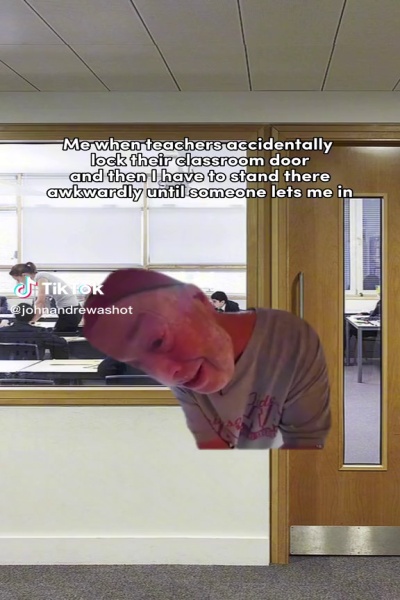 Me when teachers accidentally
lock their classroom door
and then I have to stand there
awkwardly until someone lets me in
TikTok
@johnandrewashot